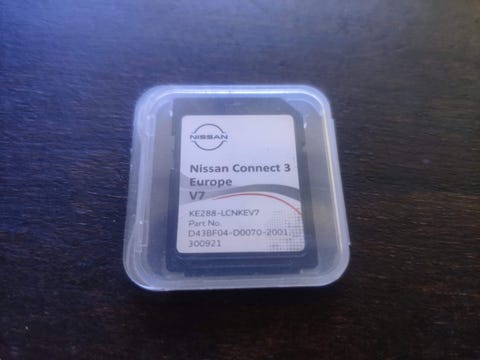 NISSAN
Nissan Connect 3
Europe
V7
KE288-LCNKEV7
Part No.
D43BF04-D0070-2001
300921